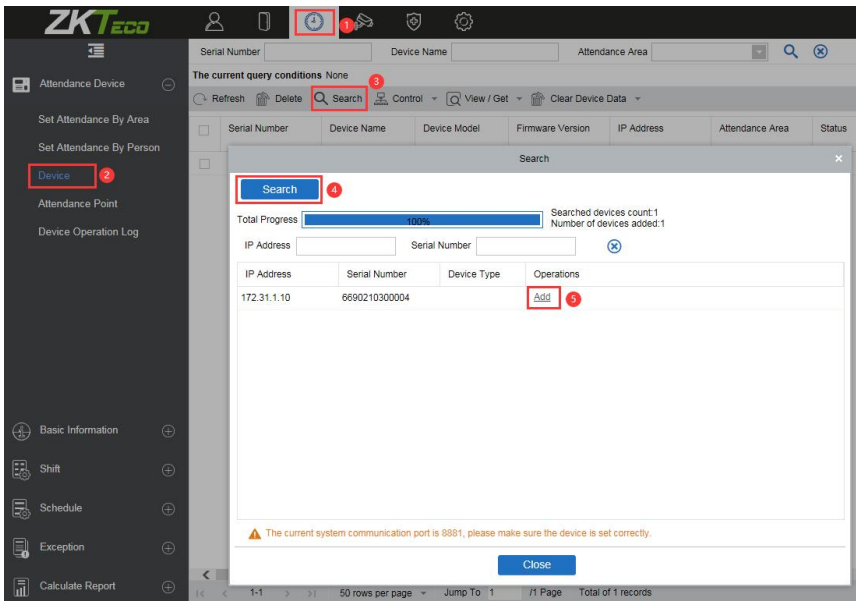 ZKTECO
1
Serial Number
Device Name
Attendance Area
The current query conditions None
3
Refresh Delete Search Control View / Get Clear Device Data
Serial Number Device Name Device Model Firmware Version IP Address Attendance Area Status
Attendance Device
Set Attendance By Area
Set Attendance By Person
Device 2
Attendance Point
Device Operation Log
Basic Information
Shift
Schedule
Exception
Calculate Report
Search
Search 4
Total Progress 100% Searched devices count:1
Number of devices added:1
IP Address Serial Number
IP Address Serial Number Device Type Operations
172.31.1.10 6690210300004 Add 5
The current system communication port is 8881, please make sure the device is set correctly.
Close
1-1 50 rows per page Jump To 1 /1 Page Total of 1 records